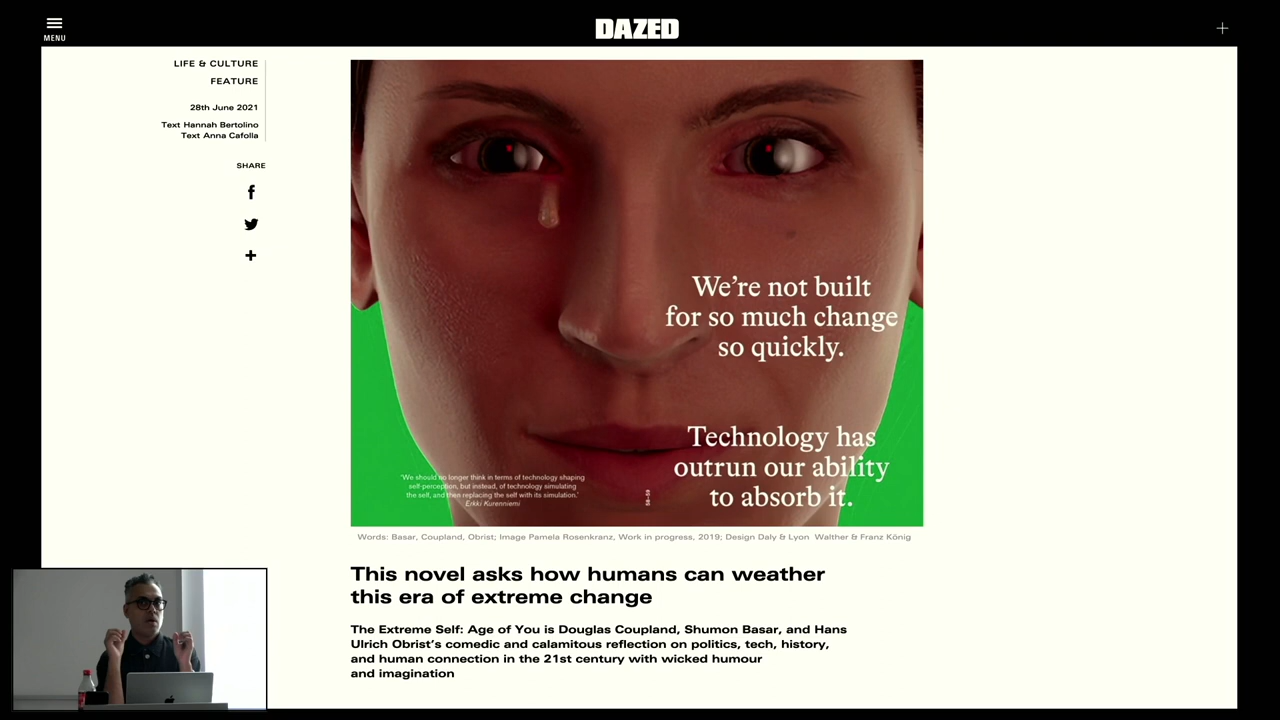 MENU
DAZED
LIFE & CULTURE
FEATURE
28th June 2021
Text Hannah Bertolino
Text Anna Cafolla
SHARE
We're not built
for so much change
so quickly.
Technology has
outrun our ability
to absorb it.
'We should no longer think in terms of technology shaping
self-perception, but instead, of technology simulating
the self, and then replacing the self with its simulation.'
Erkki Kurenniemi
58–59
Words: Basar, Coupland, Obrist; Image Pamela Rosenkranz, Work in progress, 2019; Design Daly & Lyon Walther & Franz König
This novel asks how humans can weather
this era of extreme change
The Extreme Self: Age of You is Douglas Coupland, Shumon Basar, and Hans
Ulrich Obrist's comedic and calamitous reflection on politics, tech, history,
and human connection in the 21st century with wicked humour
and imagination